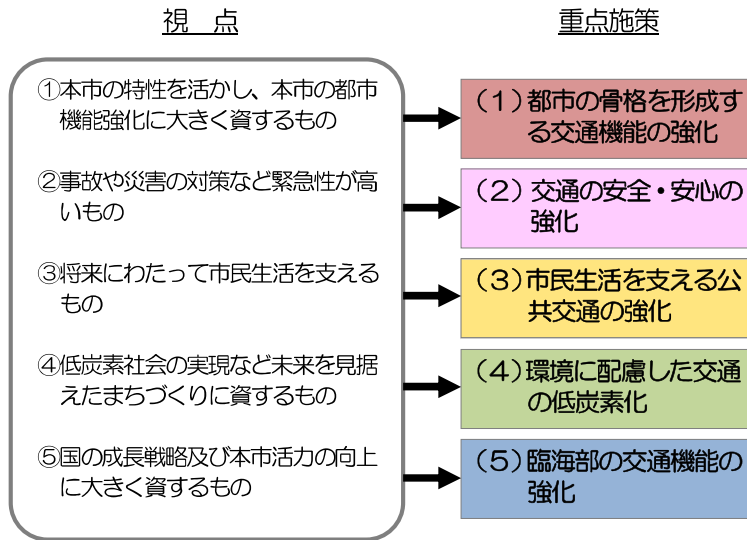 視　点
重点施策
①本市の特性を活かし、本市の都市
機能強化に大きく資するもの
（１）都市の骨格を形成す
る交通機能の強化
②事故や災害の対策など緊急性が高
いもの
（２）交通の安全・安心の
強化
③将来にわたって市民生活を支える
もの
（３）市民生活を支える公
共交通の強化
④低炭素社会の実現など未来を見据
えたまちづくりに資するもの
（４）環境に配慮した交通
の低炭素化
⑤国の成長戦略及び本市活力の向上
に大きく資するもの
（５）臨海部の交通機能の
強化